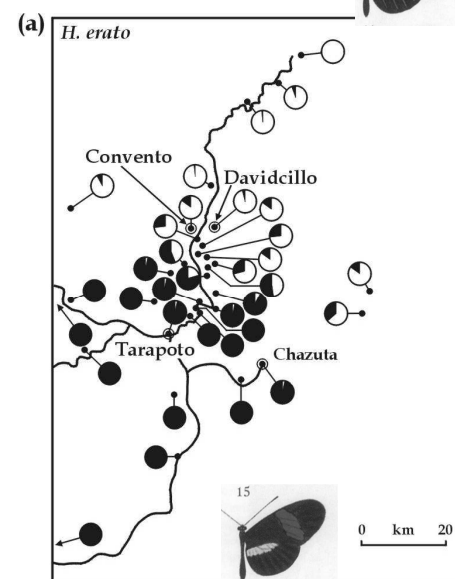 (a)
H. erato
Convento
Davidcillo
Tarapoto
Chazuta
15
0 km 20